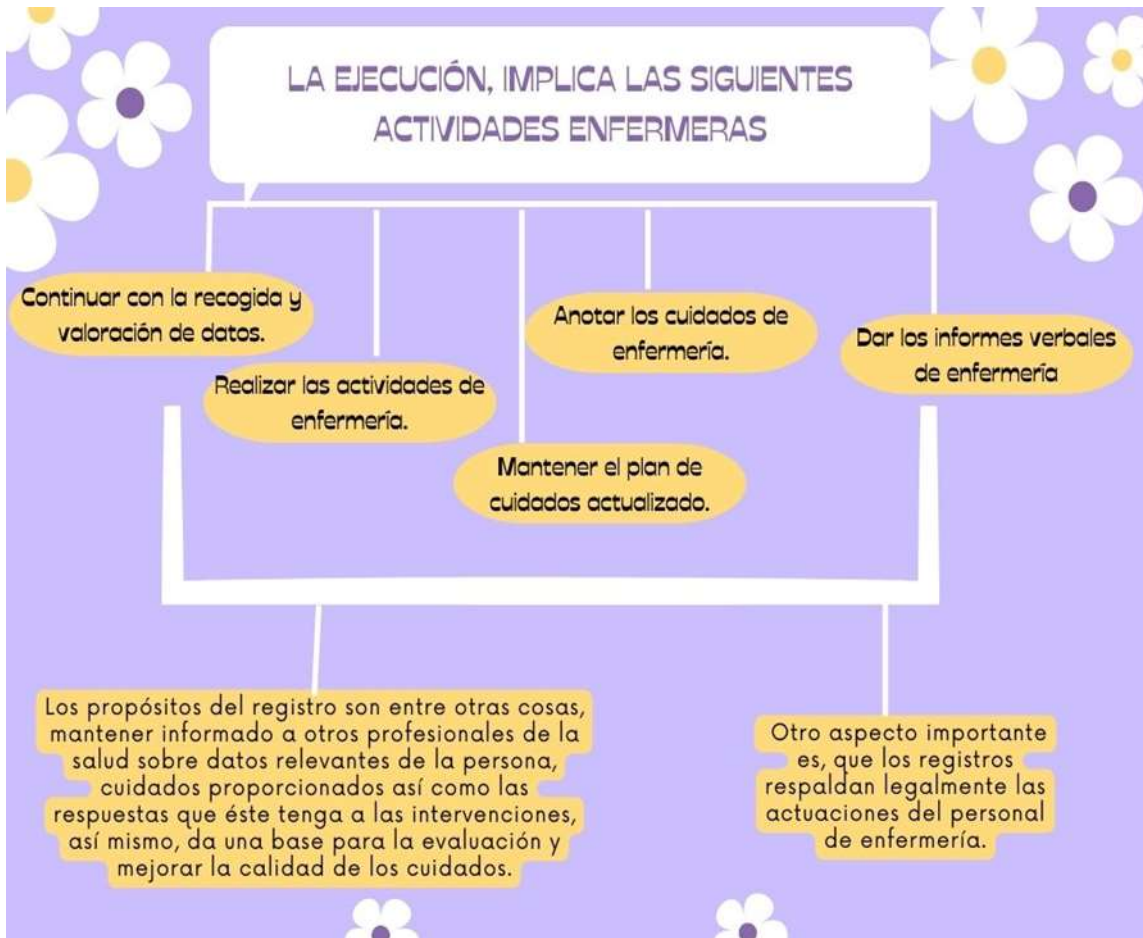 LA EJECUCIÓN, IMPLICA LAS SIGUIENTES
ACTIVIDADES ENFERMERAS
Continuar con la recogida y
valoración de datos.
Realizar las actividades de
enfermería.
Mantener el plan de
cuidados actualizado.
Anotar los cuidados de
enfermería.
Dar los informes verbales
de enfermería
Los propósitos del registro son entre otras cosas,
mantener informado a otros profesionales de la
salud sobre datos relevantes de la persona,
cuidados proporcionados así como las
respuestas que éste tenga a las intervenciones,
así mismo, da una base para la evaluación y
mejorar la calidad de los cuidados.
Otro aspecto importante
es, que los registros
respaldan legalmente las
actuaciones del personal
de enfermería.